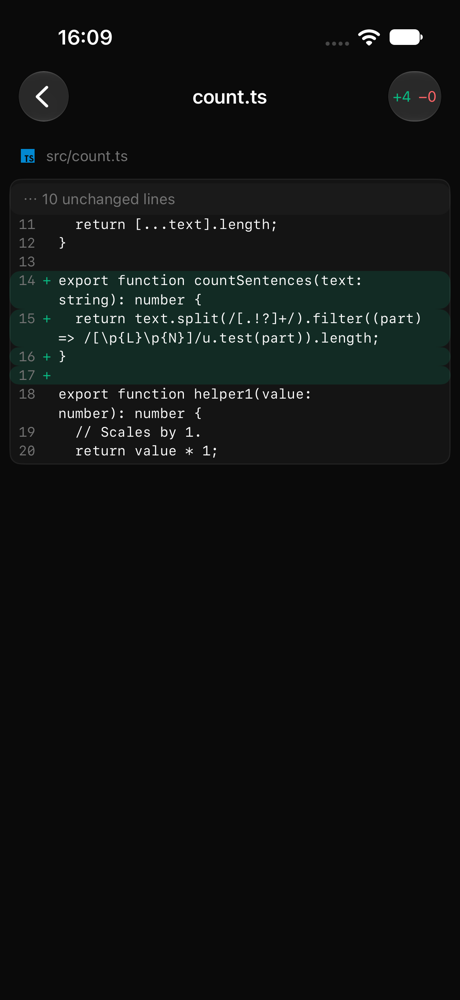 16:09
count.ts
+4 −0
TS src/count.ts
··· 10 unchanged lines
11 return [...text].length;
12 }
13
14 + export function countSentences(text:
string): number {
15 + return text.split(/[.!?]+/).filter((part)
=> /[\p{L}\p{N}]/u.test(part)).length;
16 + }
17 +
18 export function helper1(value:
number): number {
19 // Scales by 1.
20 return value * 1;